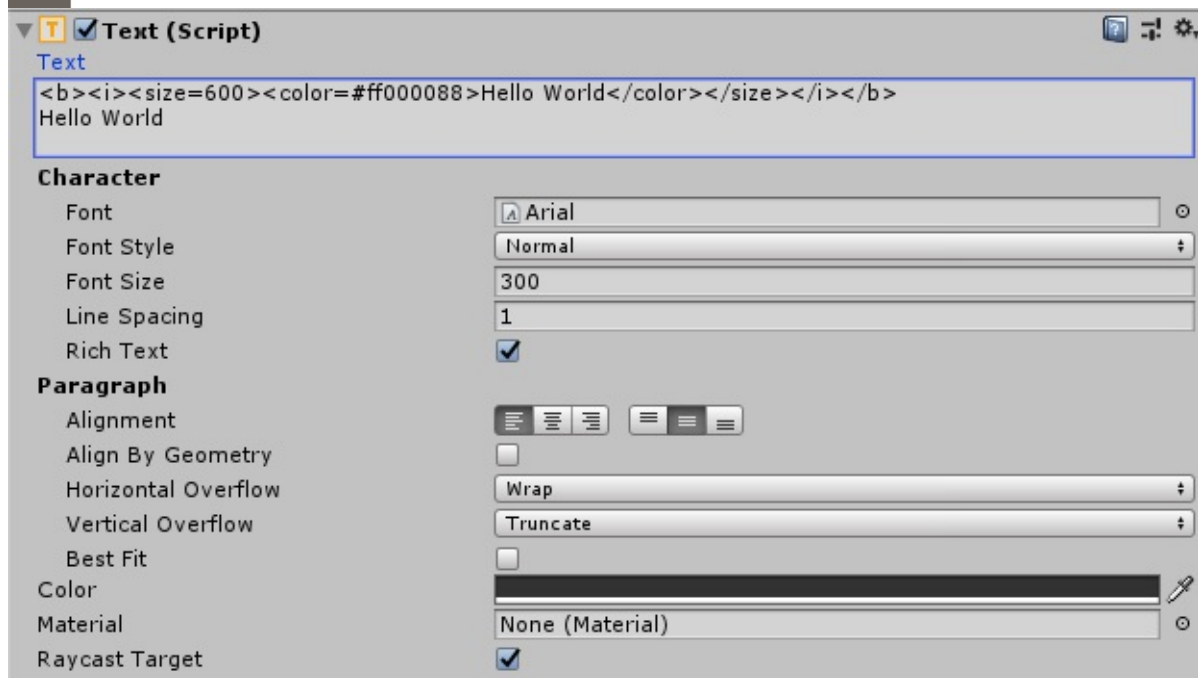 Text (Script)
Text
<b><i><size=600><color=#ff000088>Hello World</color></size></i></b>
Hello World
Character
Font Arial
Font Style Normal
Font Size 300
Line Spacing 1
Rich Text
Paragraph
Alignment
Align By Geometry
Horizontal Overflow Wrap
Vertical Overflow Truncate
Best Fit
Color
Material None (Material)
Raycast Target